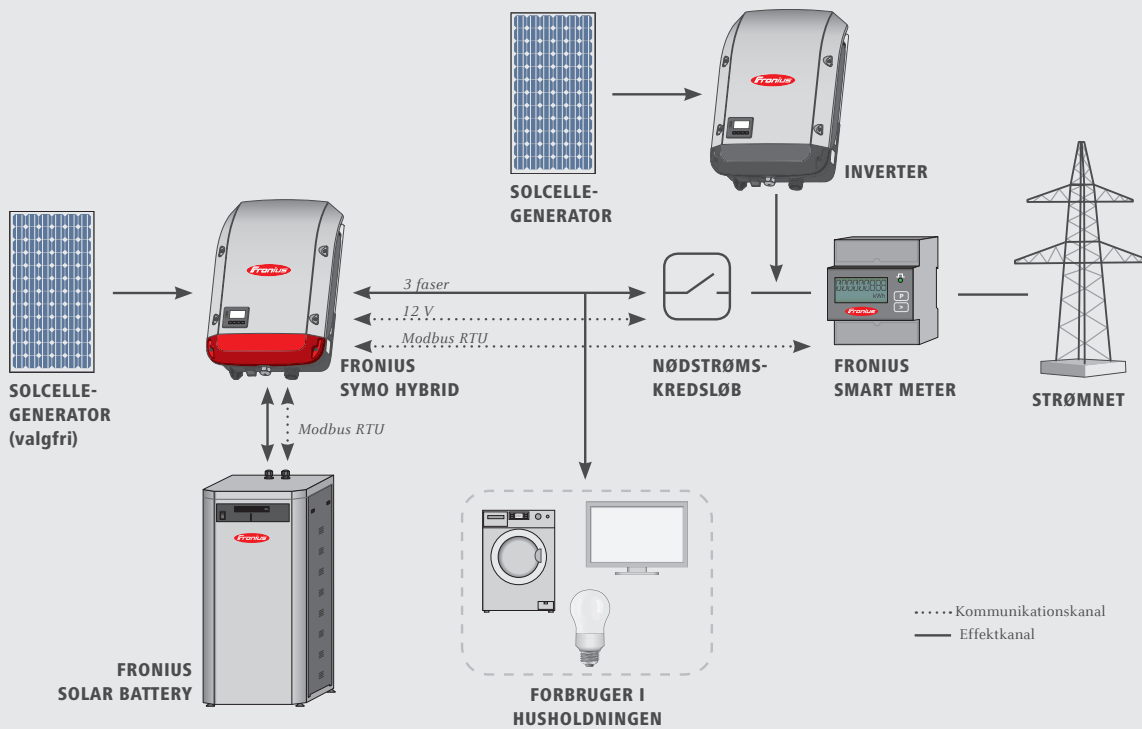 Fronius
SOLCELLE-
GENERATOR
INVERTER
Fronius
3 faser
12 V
Modbus RTU
kWh
P
>
Fronius
SOLCELLE-
GENERATOR
(valgfri)
FRONIUS
SYMO HYBRID
NØDSTRØMS-
KREDSLØB
FRONIUS
SMART METER
STRØMNET
Modbus RTU
Fronius
FRONIUS
SOLAR BATTERY
FORBRUGER I
HUSHOLDNINGEN
Kommunikationskanal
Effektkanal